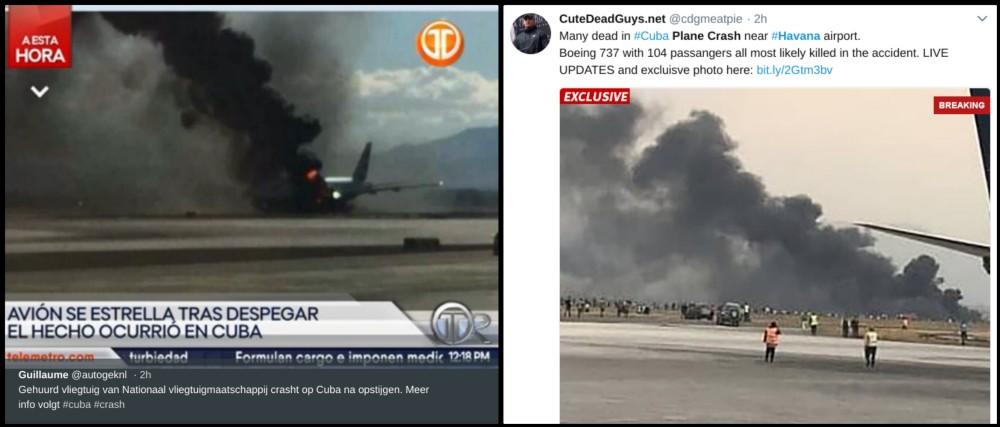 A ESTA
HORA
AVIÓN SE ESTRELLA TRAS DESPEGAR
EL HECHO OCURRIÓ EN CUBA
telemetro.com turbiedad Formulan cargo e imponen medic 12:18 PM
Guillaume @autogeknl · 2h
Gehuurd vliegtuig van Nationaal vliegtuigmaatschappij crasht op Cuba na opstijgen. Meer
info volgt #cuba #crash
CuteDeadGuys.net @cdgmeatpie · 2h
Many dead in #Cuba Plane Crash near #Havana airport.
Boeing 737 with 104 passangers all most likely killed in the accident. LIVE
UPDATES and excluisve photo here: bit.ly/2Gtm3bv
EXCLUSIVE
BREAKING